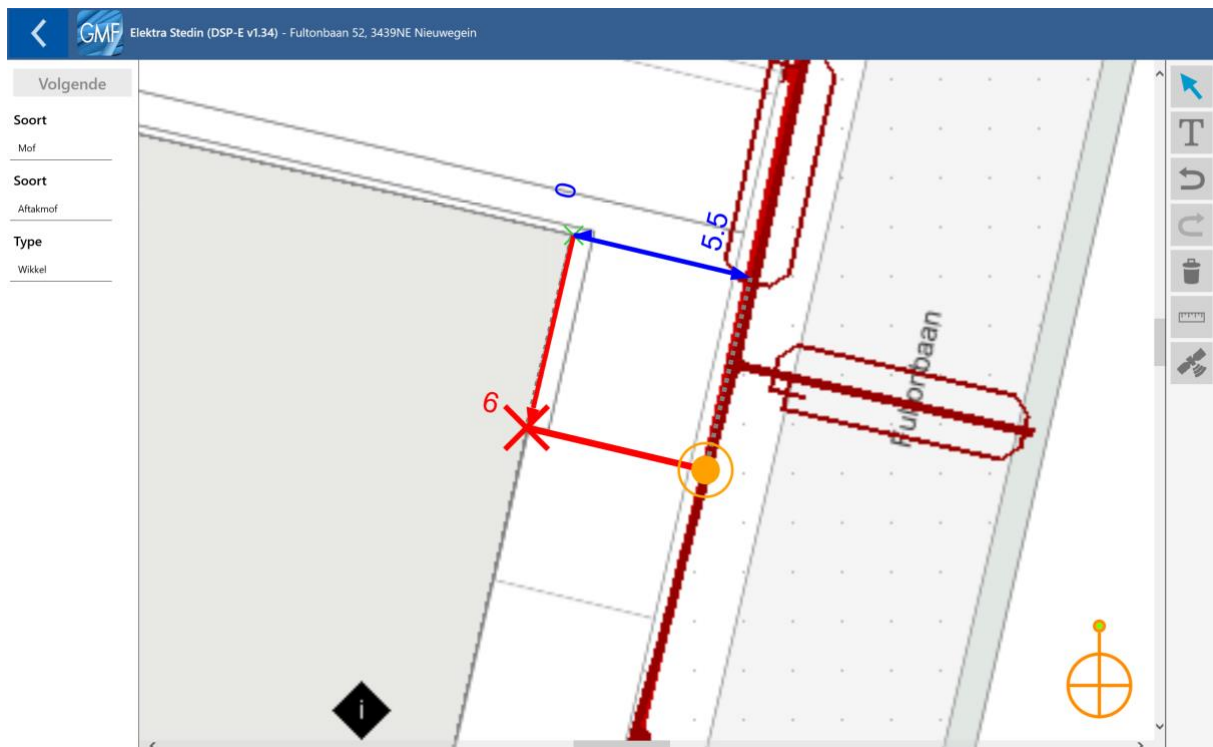 GMF Elektra Stedin (DSP-E v1.34) - Fultonbaan 52, 3439NE Nieuwegein
Volgende
Soort
Mof
Soort
Aftakmof
Type
Wikkel
0
5.5
6
Fultonbaan
i
T